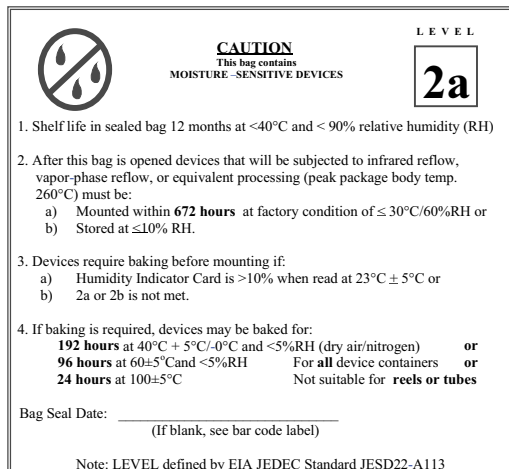 LEVEL
CAUTION
This bag contains
MOISTURE –SENSITIVE DEVICES
2a
1. Shelf life in sealed bag 12 months at <40°C and < 90% relative humidity (RH)
2. After this bag is opened devices that will be subjected to infrared reflow,
vapor-phase reflow, or equivalent processing (peak package body temp.
260°C) must be:
a) Mounted within 672 hours at factory condition of ≤ 30°C/60%RH or
b) Stored at ≤10% RH.
3. Devices require baking before mounting if:
a) Humidity Indicator Card is >10% when read at 23°C ± 5°C or
b) 2a or 2b is not met.
4. If baking is required, devices may be baked for:
192 hours at 40°C + 5°C/-0°C and <5%RH (dry air/nitrogen) or
96 hours at 60±5°Cand <5%RH For all device containers or
24 hours at 100±5°C Not suitable for reels or tubes
Bag Seal Date: ______________________________
(If blank, see bar code label)
Note: LEVEL defined by EIA JEDEC Standard JESD22-A113